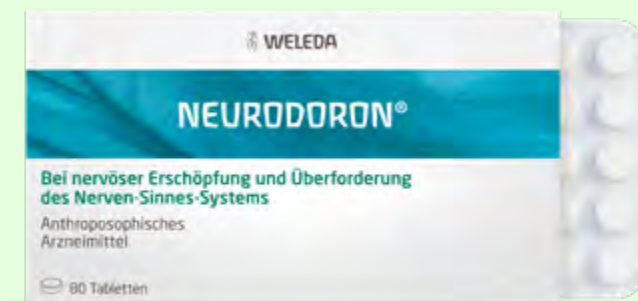 WELEDA
NEURODORON®
Bei nervöser Erschöpfung und Überforderung
des Nerven-Sinnes-Systems
Anthroposophisches
Arzneimittel
80 Tabletten